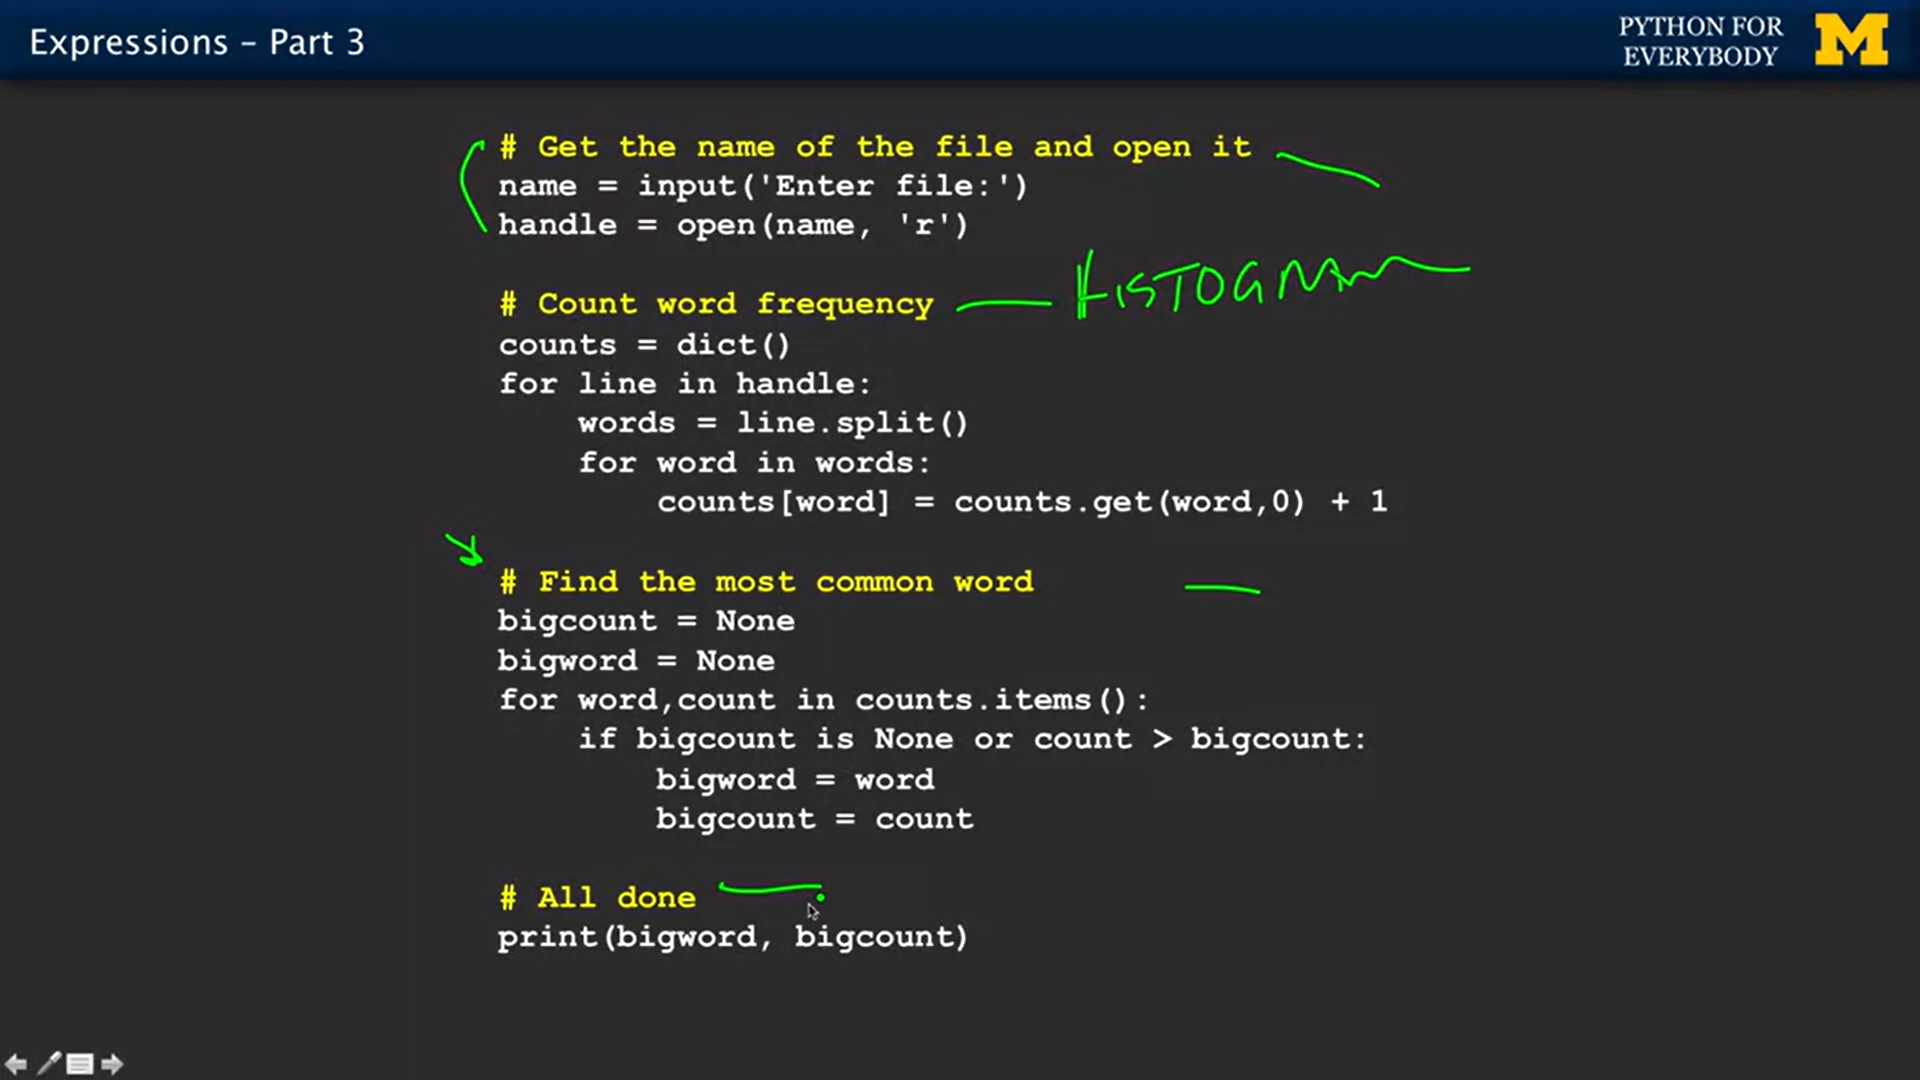 Expressions – Part 3
PYTHON FOR
EVERYBODY
M
# Get the name of the file and open it
name = input('Enter file:')
handle = open(name, 'r')
HISTOGRAM
# Count word frequency
counts = dict()
for line in handle:
    words = line.split()
    for word in words:
        counts[word] = counts.get(word,0) + 1
# Find the most common word
bigcount = None
bigword = None
for word,count in counts.items():
    if bigcount is None or count > bigcount:
        bigword = word
        bigcount = count
# All done
print(bigword, bigcount)